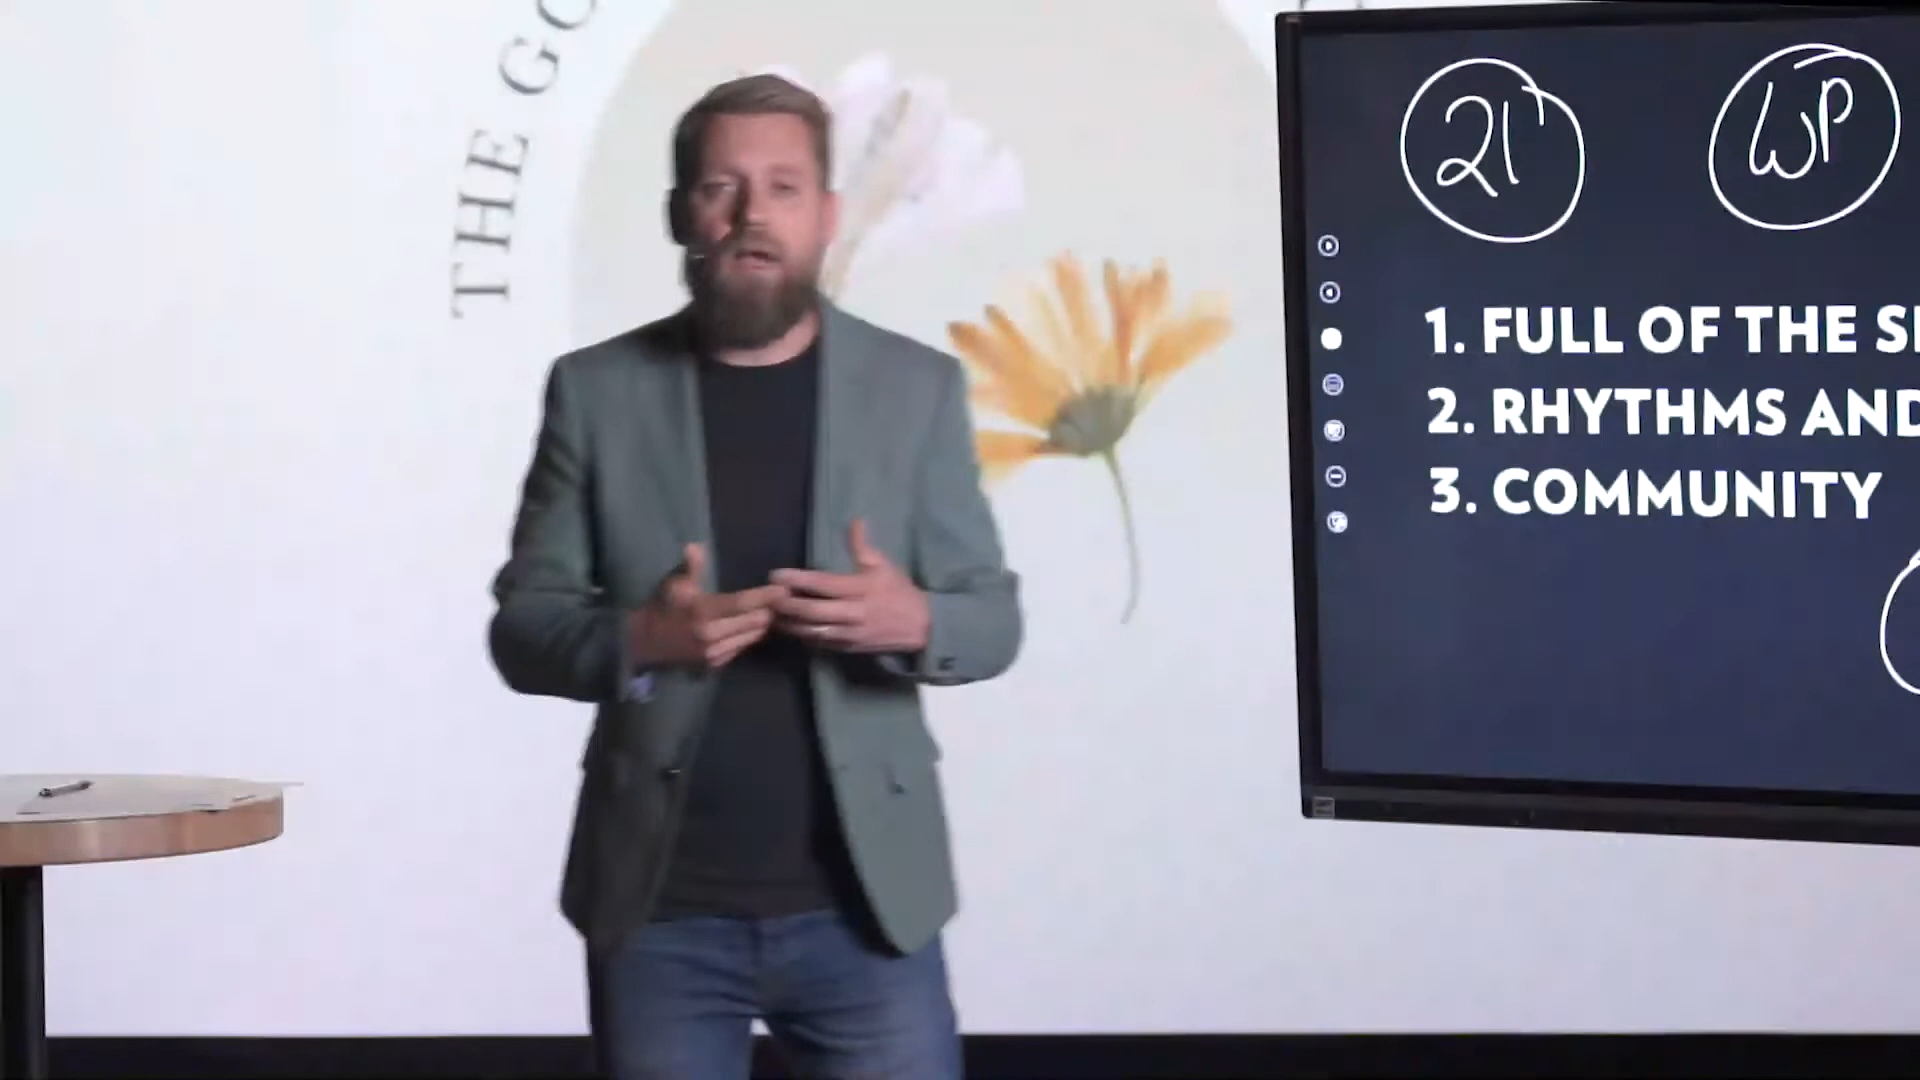 THE GO
21
WP
1. FULL OF THE
2. RHYTHMS AND
3. COMMUNITY